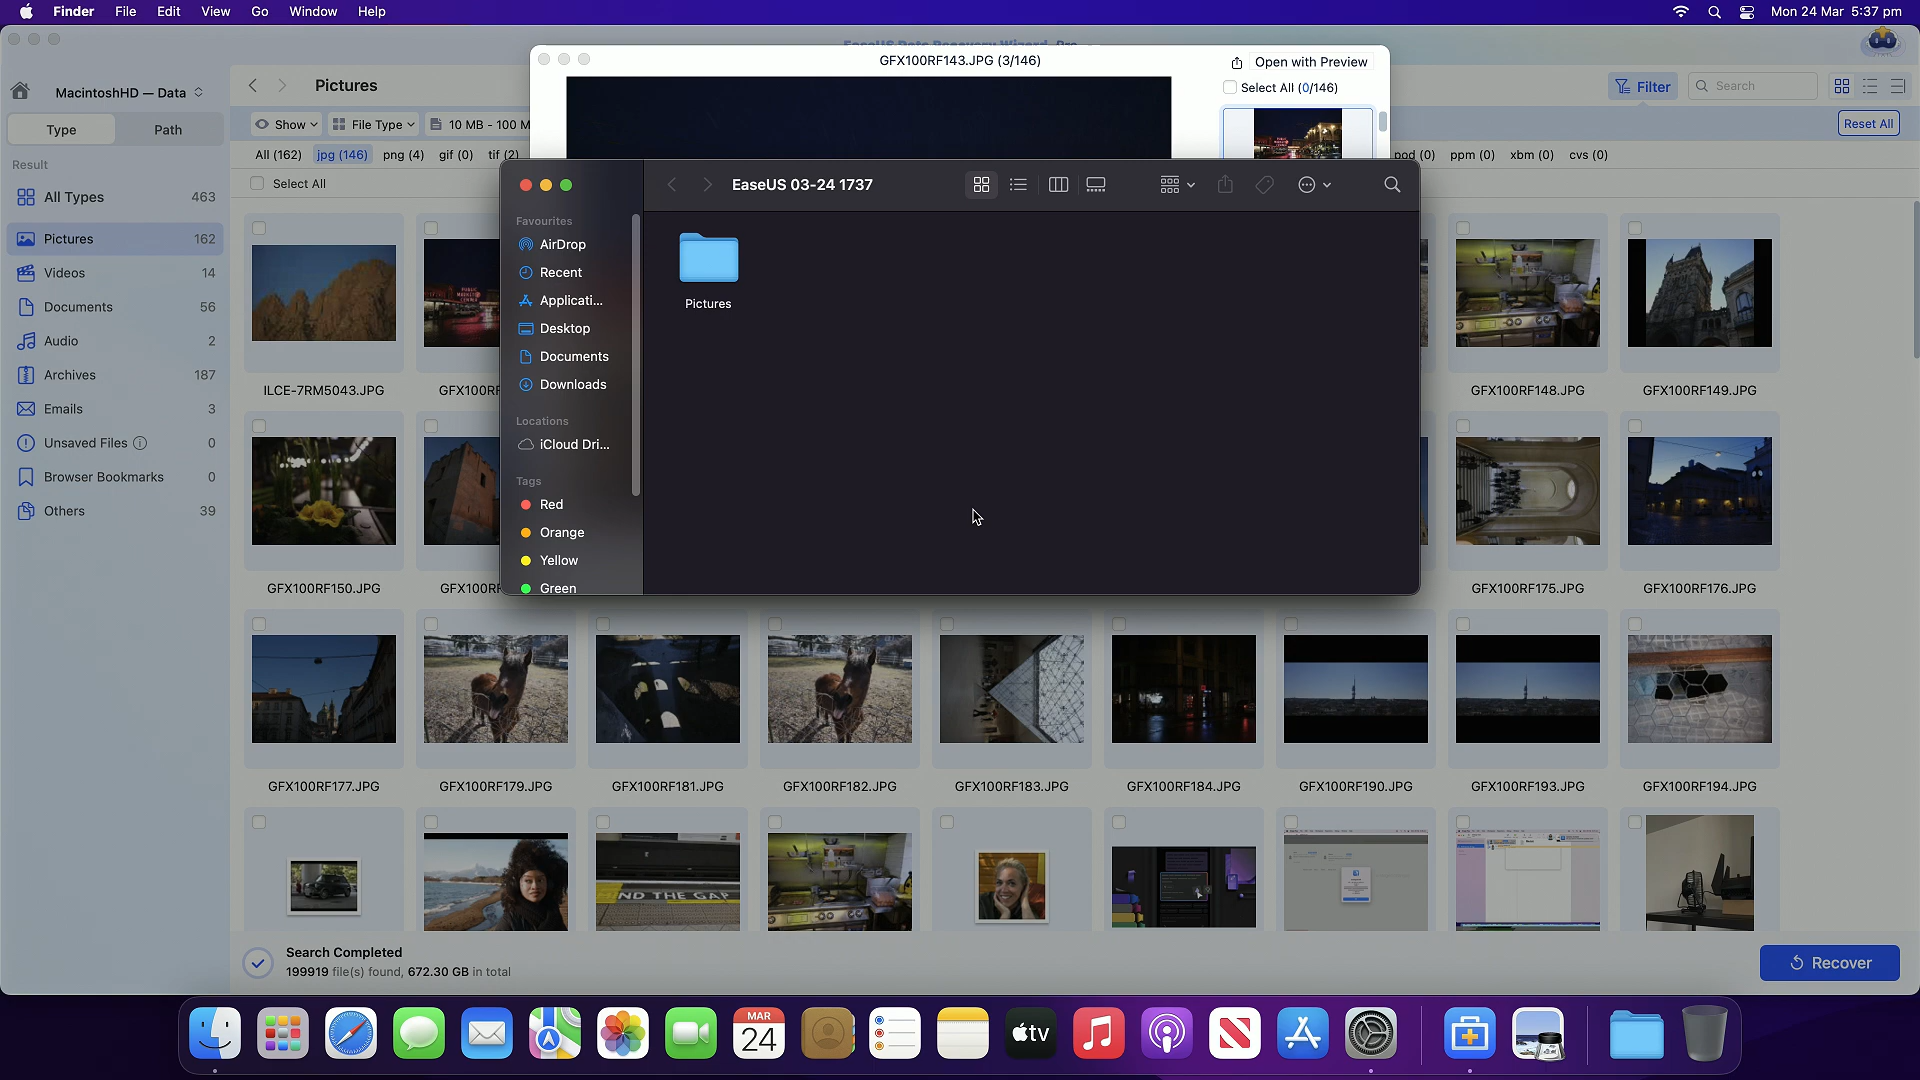 Finder File Edit View Go Window Help
Mon 24 Mar 5:37 pm
GFX100RF143.JPG (3/146)
Open with Preview
Select All (0/146)
MacintoshHD — Data
Pictures
Filter
Search
Type
Path
Show
File Type
10 MB - 100 M
Reset All
All (162) jpg (146) png (4) gif (0) tif (2)
ppm (0) xbm (0) cvs (0)
Select All
Result
All Types 463
Pictures 162
Videos 14
Documents 56
Audio 2
Archives 187
Emails 3
Unsaved Files 0
Browser Bookmarks 0
Others 39
EaseUS 03-24 1737
Favourites
AirDrop
Recent
Applicati...
Desktop
Documents
Downloads
Locations
iCloud Dri...
Tags
Red
Orange
Yellow
Green
Pictures
ILCE-7RM5043.JPG
GFX100RF
GFX100RF148.JPG
GFX100RF149.JPG
GFX100RF150.JPG
GFX100RF
GFX100RF175.JPG
GFX100RF176.JPG
GFX100RF177.JPG
GFX100RF179.JPG
GFX100RF181.JPG
GFX100RF182.JPG
GFX100RF183.JPG
GFX100RF184.JPG
GFX100RF190.JPG
GFX100RF193.JPG
GFX100RF194.JPG
ND THE GAP
Search Completed
199919 file(s) found, 672.30 GB in total
Recover
MAR
24
tv